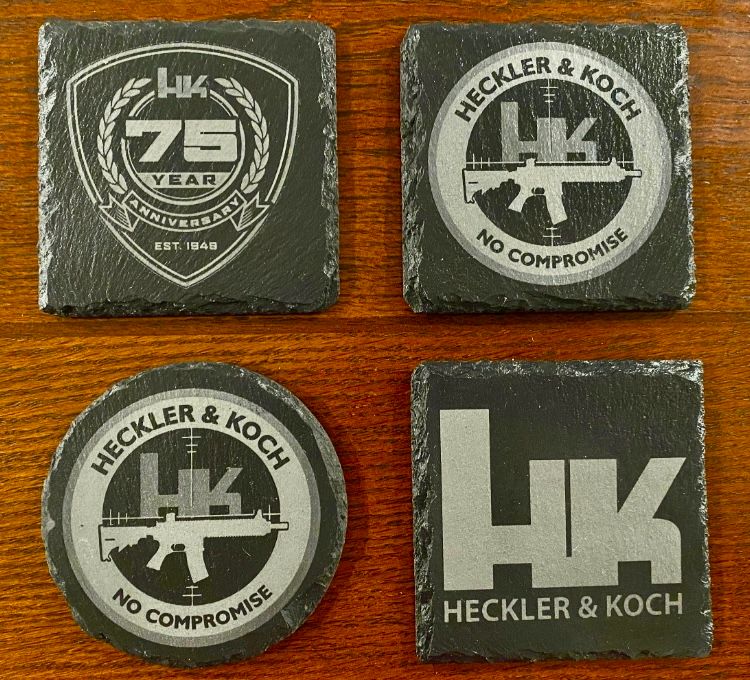 HK
75
YEAR
ANNIVERSARY
EST. 1949
HECKLER & KOCH
HK
NO COMPROMISE
HECKLER & KOCH
HK
NO COMPROMISE
HK
HECKLER & KOCH